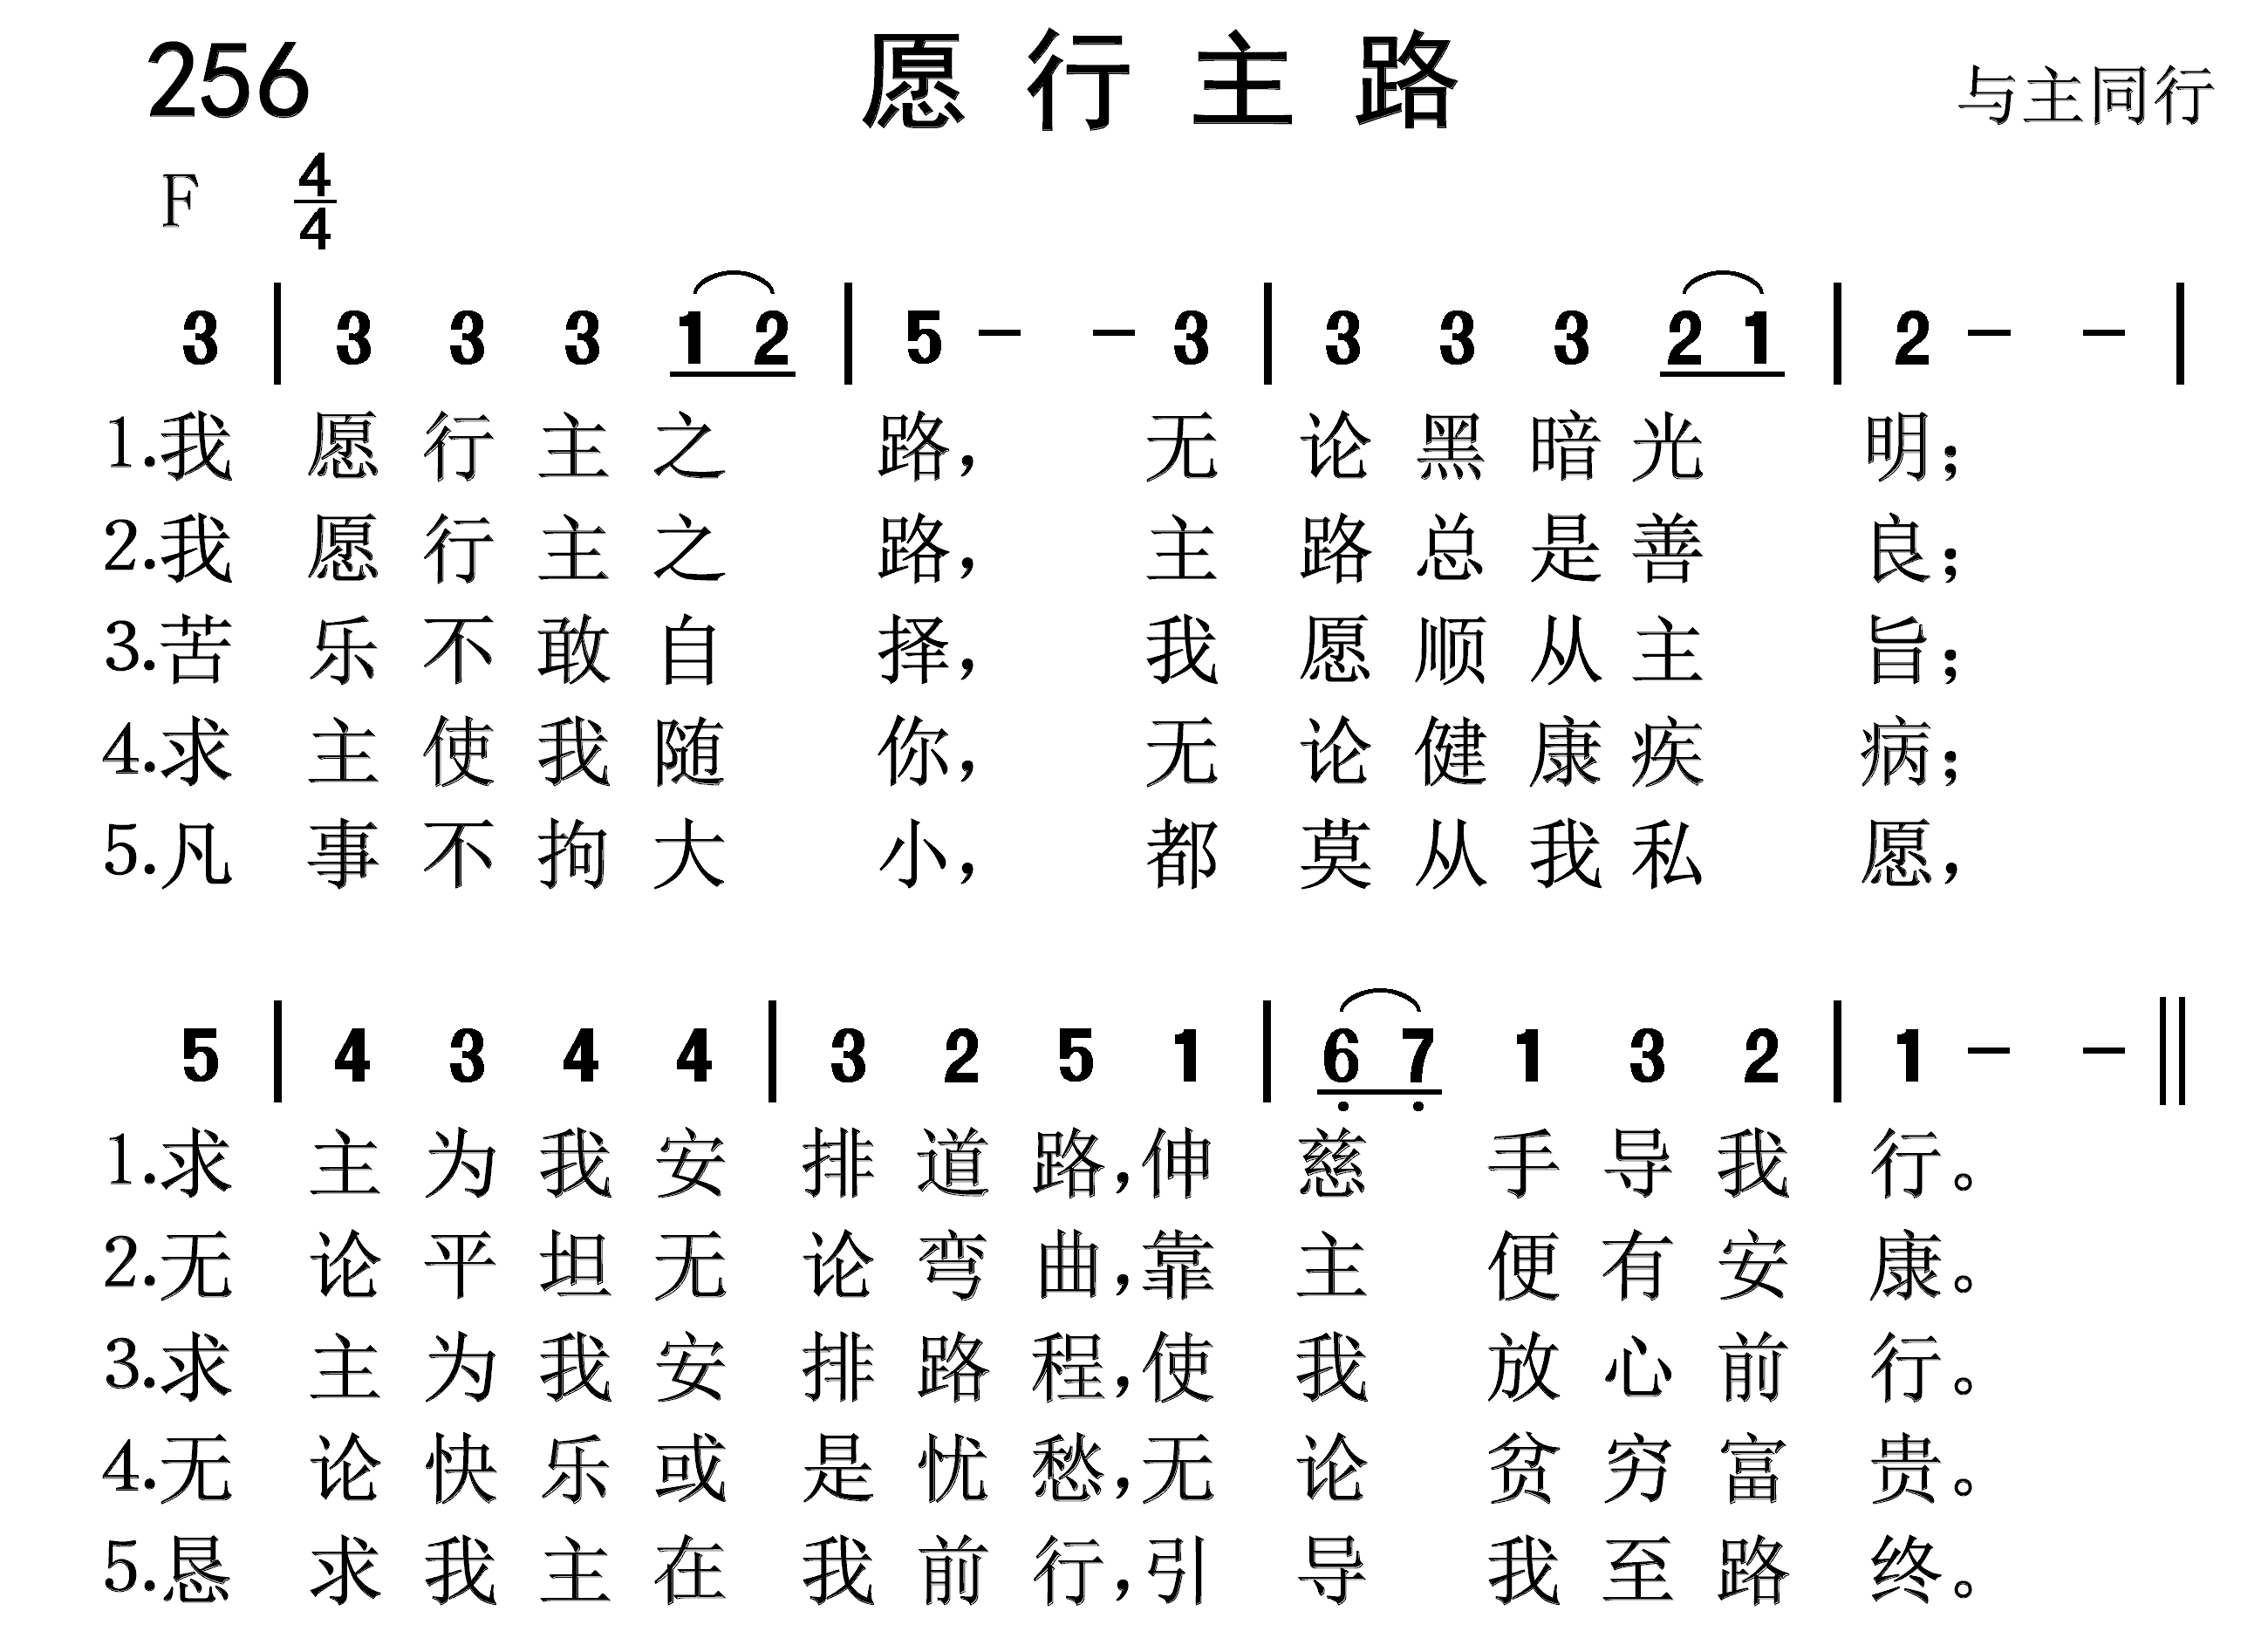 256 愿行主路 与主同行
F 4/4
3 | 3 3 3 1 2 | 5 – – 3 | 3 3 3 2 1 | 2 – – |
1.我愿行主之路，无论黑暗光明；
2.我愿行主之路，主路总是善良；
3.苦乐不敢自择，我愿顺从主旨；
4.求主使我随你，无论健康疾病；
5.凡事不拘大小，都莫从我私愿，
5 | 4 3 4 4 | 3 2 5 1 | 6̣ 7̣ 1 3 2 | 1 – – ‖
1.求主为我安排道路，伸慈手导我行。
2.无论平坦无论弯曲，靠主便有安康。
3.求主为我安排路程，使我放心前行。
4.无论快乐或是忧愁，无论贫穷富贵。
5.恳求我主在我前行，引导我至路终。